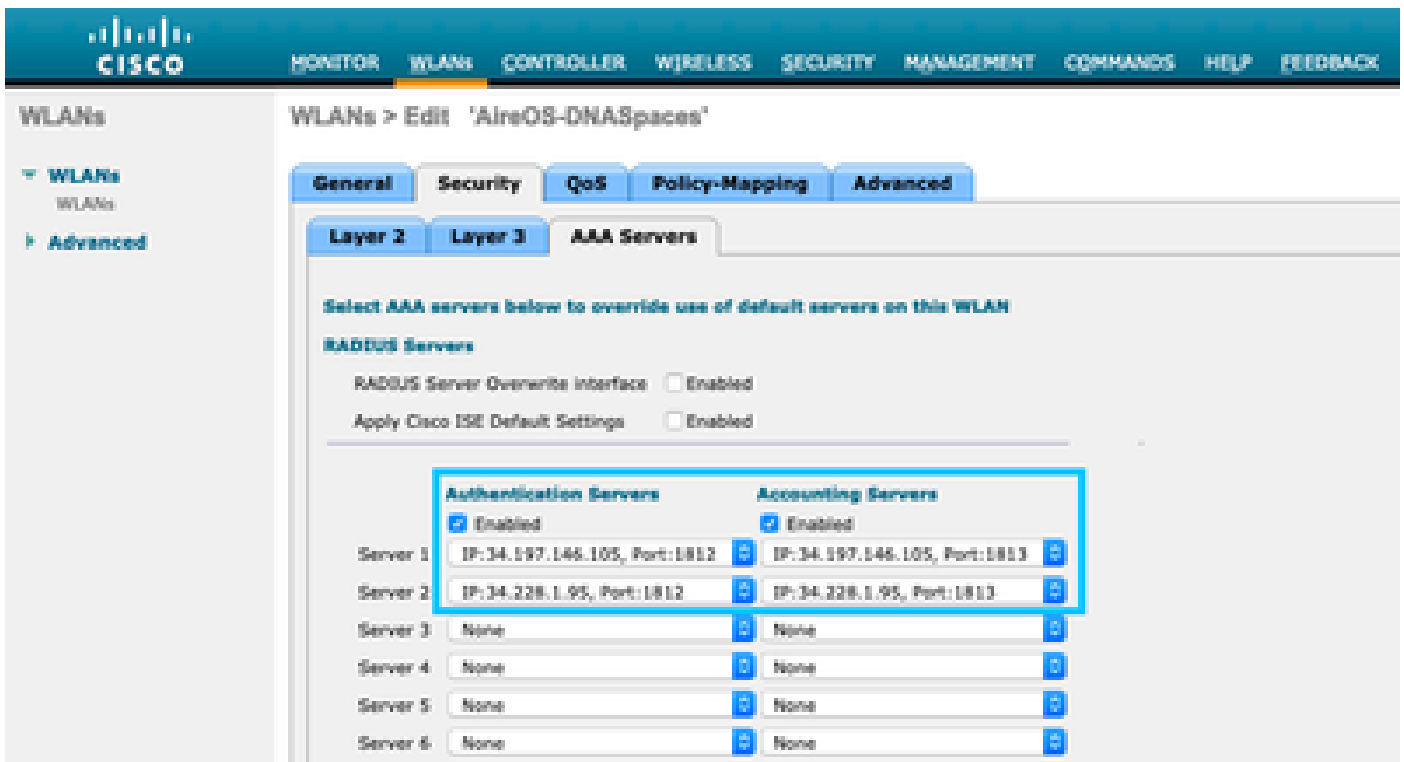 CISCO
MONITOR WLANs CONTROLLER WIRELESS SECURITY MANAGEMENT COMMANDS HELP FEEDBACK
WLANs
WLANs > Edit 'AireOS-DNASpaces'
WLANs
WLANs
Advanced
General Security QoS Policy-Mapping Advanced
Layer 2 Layer 3 AAA Servers
Select AAA servers below to override use of default servers on this WLAN
RADIUS Servers
RADIUS Server Overwrite interface Enabled
Apply Cisco ISE Default Settings Enabled
Authentication Servers Accounting Servers
Enabled Enabled
Server 1 IP:34.197.146.105, Port:1812 IP:34.197.146.105, Port:1813
Server 2 IP:34.228.1.95, Port:1812 IP:34.228.1.95, Port:1813
Server 3 None None
Server 4 None None
Server 5 None None
Server 6 None None